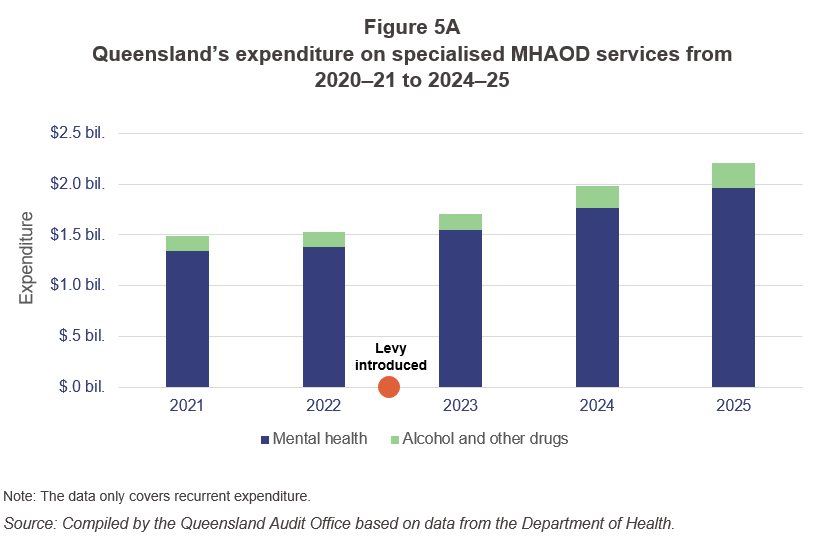 Figure 5A
Queensland’s expenditure on specialised MHAOD services from
2020–21 to 2024–25
$2.5 bil.
$2.0 bil.
$1.5 bil.
$1.0 bil.
$.5 bil.
$.0 bil.
Expenditure
Levy
introduced
2021 2022 2023 2024 2025
Mental health Alcohol and other drugs
Note: The data only covers recurrent expenditure.
Source: Compiled by the Queensland Audit Office based on data from the Department of Health.